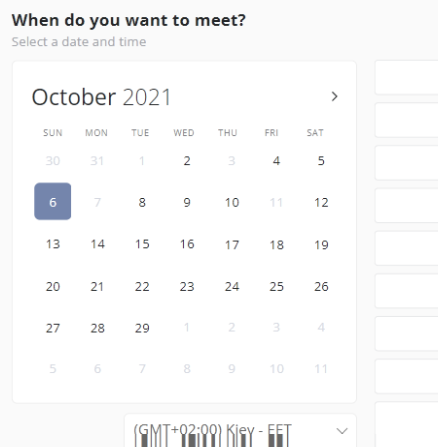 When do you want to meet?
Select a date and time
October 2021
SUN MON TUE WED THU FRI SAT
30 31 1 2 3 4 5
6 7 8 9 10 11 12
13 14 15 16 17 18 19
20 21 22 23 24 25 26
27 28 29 1 2 3 4
5 6 7 8 9 10 11
(GMT+02:00) Kiev - EET